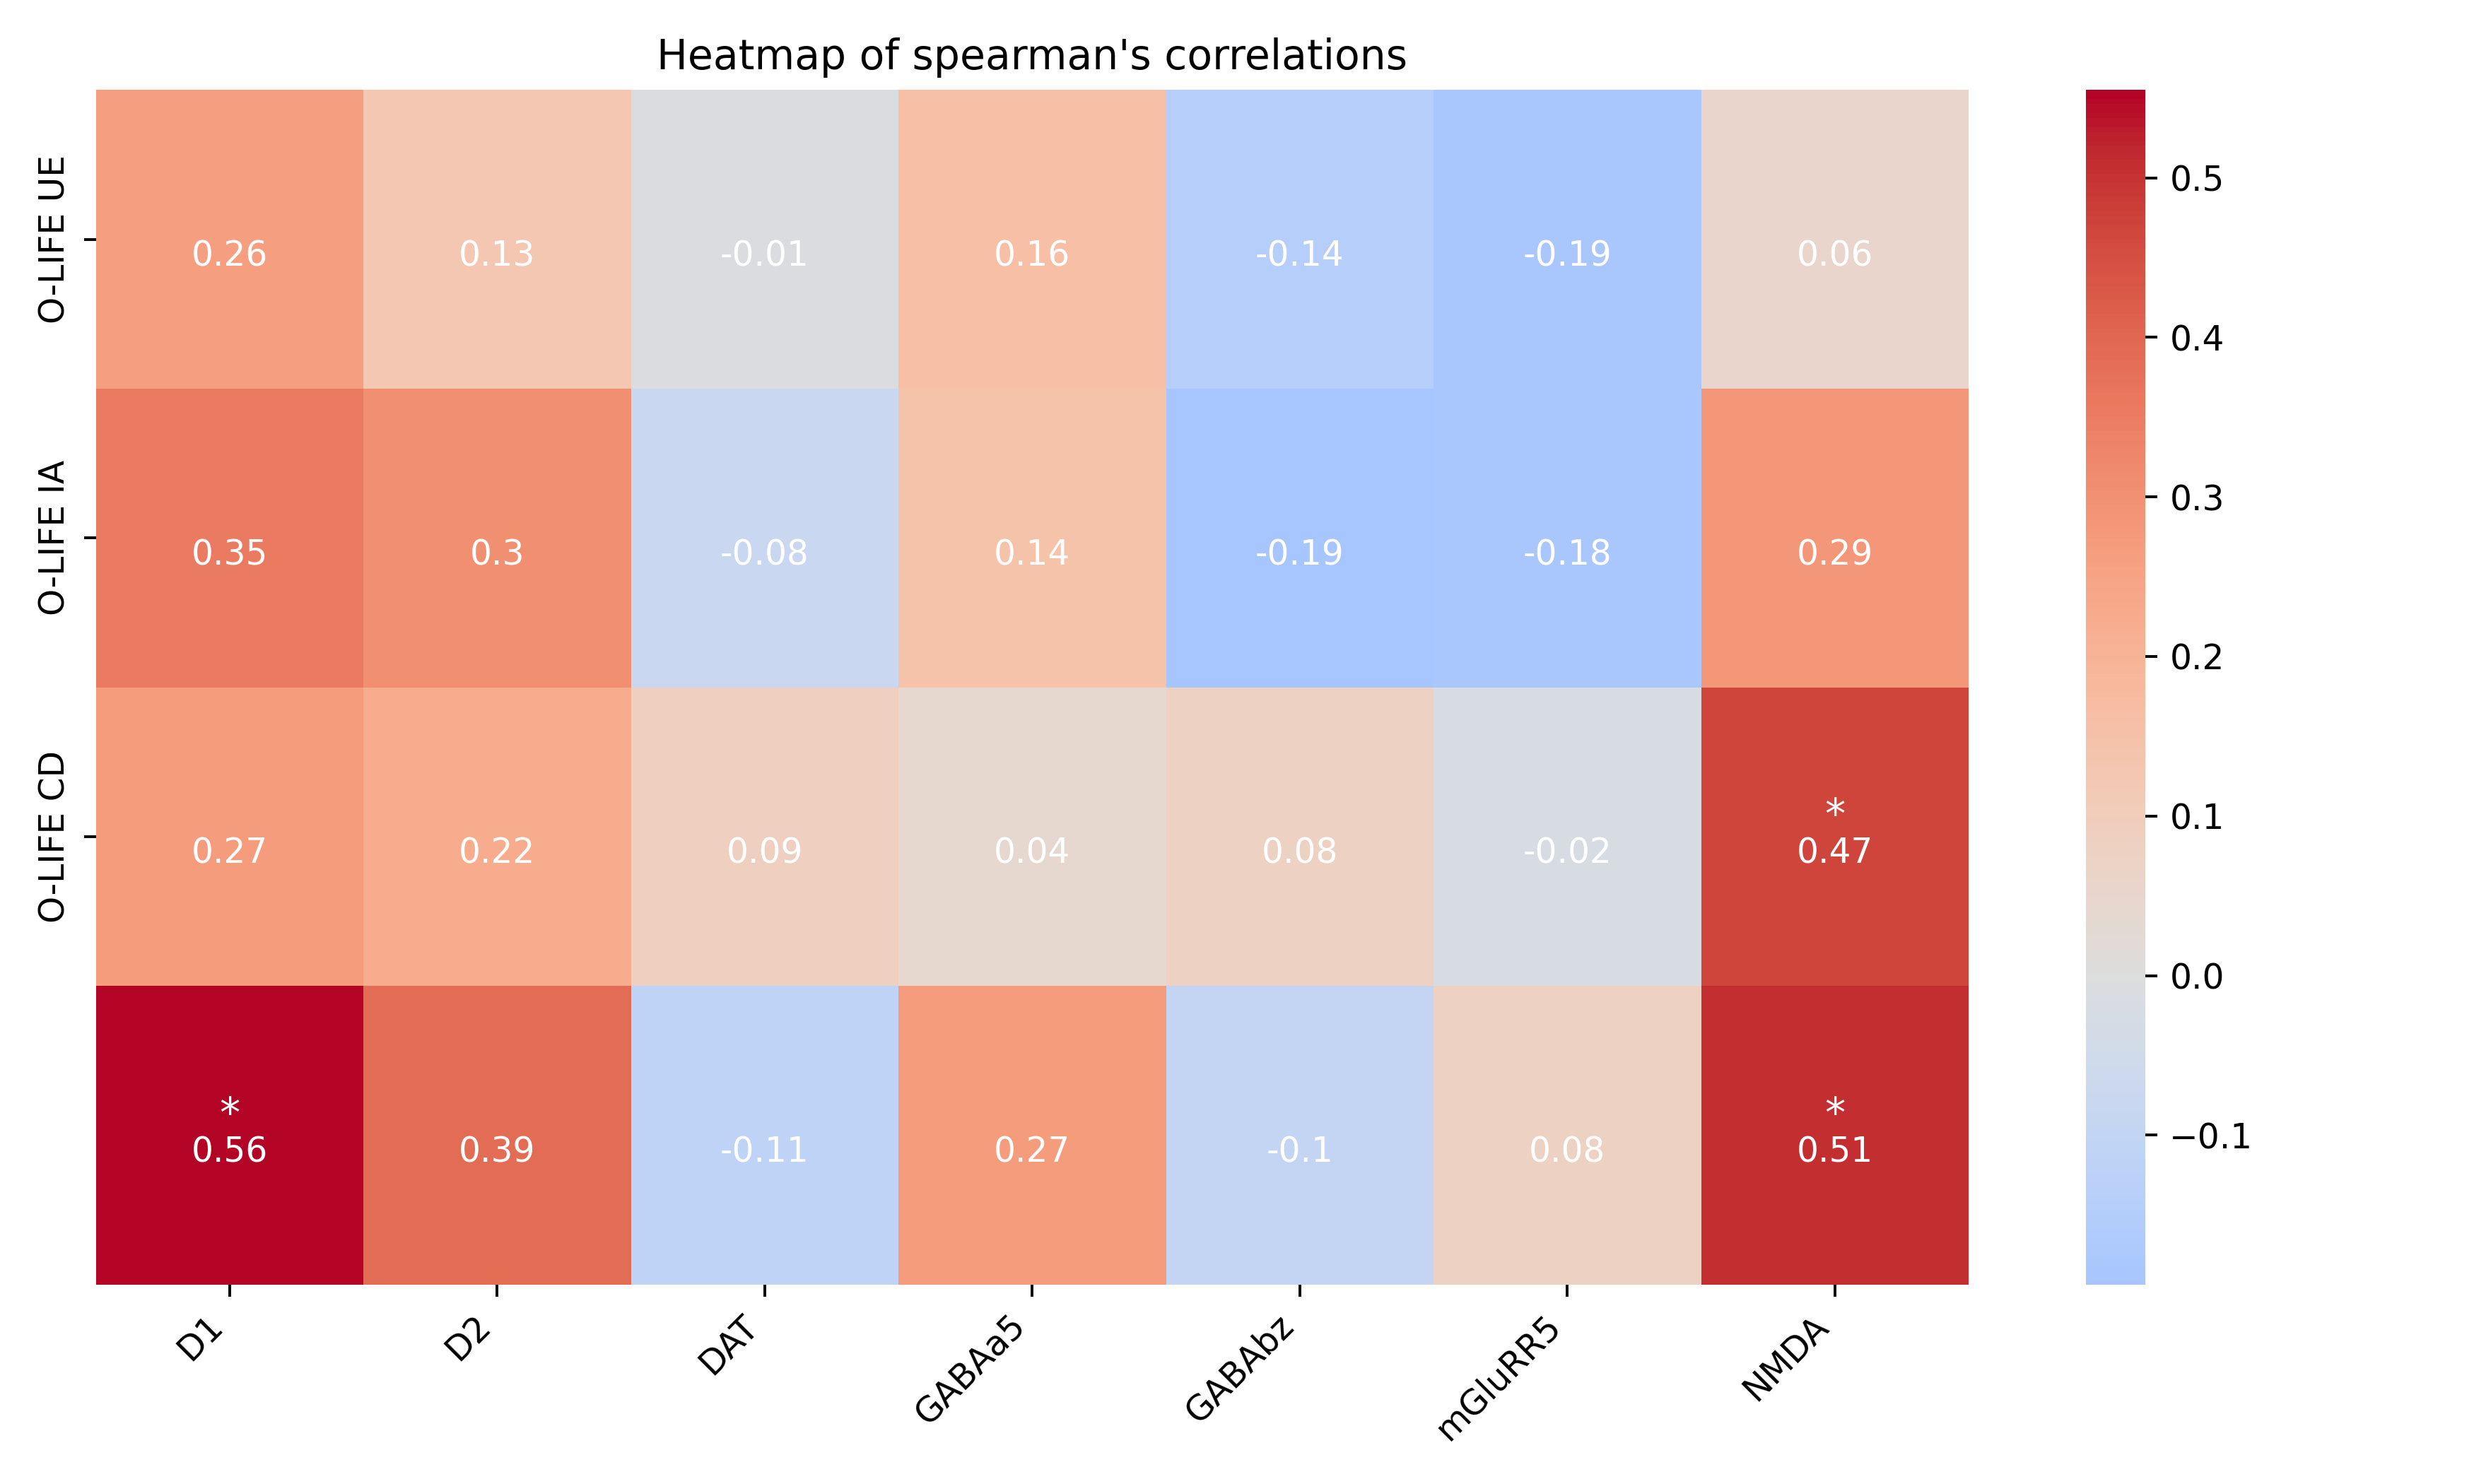 Heatmap of spearman's correlations
O-LIFE UE
0.26 0.13 -0.01 0.16 -0.14 -0.19 0.06
O-LIFE IA
0.35 0.3 -0.08 0.14 -0.19 -0.18 0.29
O-LIFE CD
*
0.27 0.22 0.09 0.04 0.08 -0.02 0.47
* *
0.56 0.39 -0.11 0.27 -0.1 0.08 0.51
D1 D2 DAT GABAa5 GABAbz mGluRR5 NMDA
0.5
0.4
0.3
0.2
0.1
0.0
−0.1